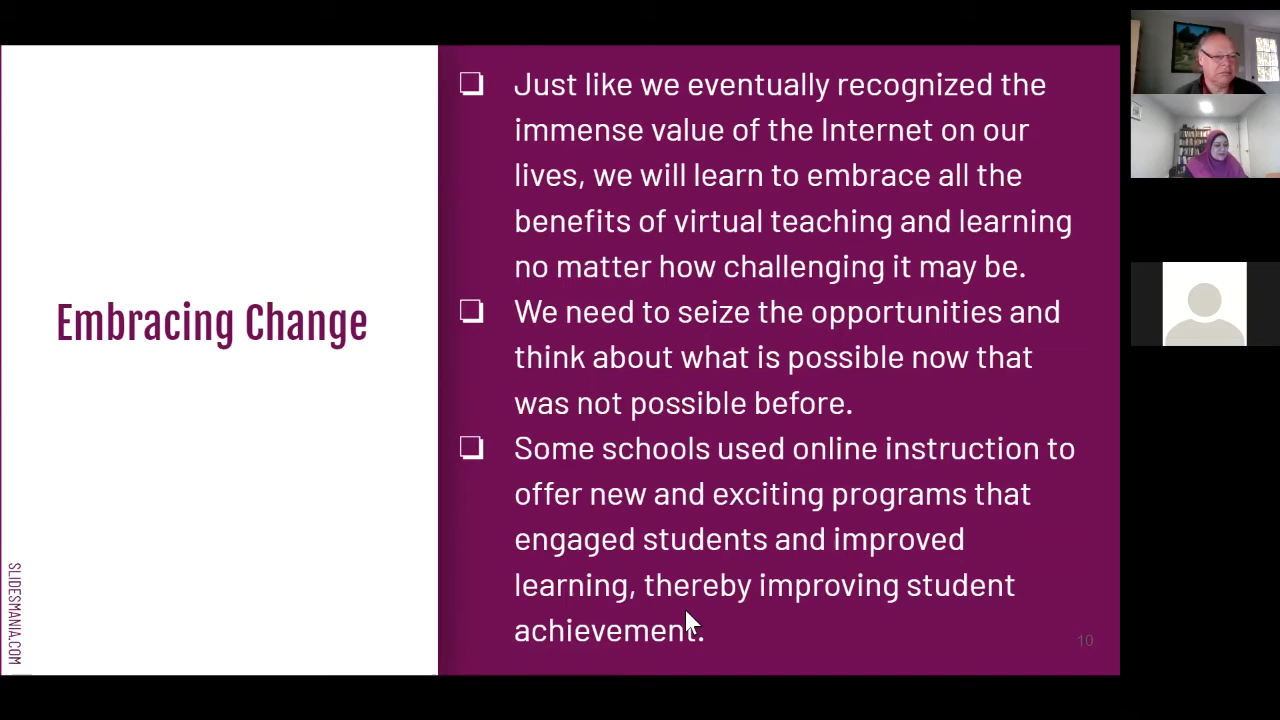 Embracing Change
❏ Just like we eventually recognized the
immense value of the Internet on our
lives, we will learn to embrace all the
benefits of virtual teaching and learning
no matter how challenging it may be.
❏ We need to seize the opportunities and
think about what is possible now that
was not possible before.
❏ Some schools used online instruction to
offer new and exciting programs that
engaged students and improved
learning, thereby improving student
achievement.
10
SLIDESMANIA.COM